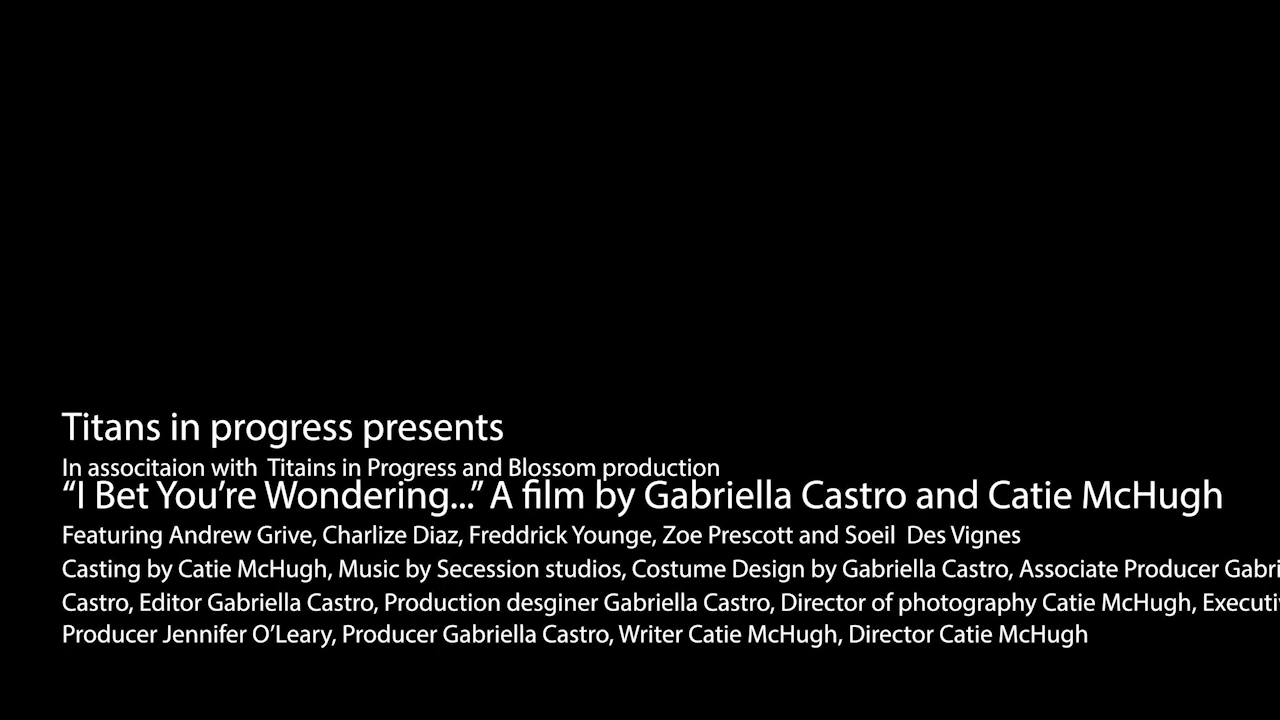 Titans in progress presents
In associtaion with  Titains in Progress and Blossom production
“I Bet You’re Wondering...” A film by Gabriella Castro and Catie McHugh
Featuring Andrew Grive, Charlize Diaz, Freddrick Younge, Zoe Prescott and Soeil  Des Vignes
Casting by Catie McHugh, Music by Secession studios, Costume Design by Gabriella Castro, Associate Producer Gabri
Castro, Editor Gabriella Castro, Production desginer Gabriella Castro, Director of photography Catie McHugh, Executi
Producer Jennifer O’Leary, Producer Gabriella Castro, Writer Catie McHugh, Director Catie McHugh